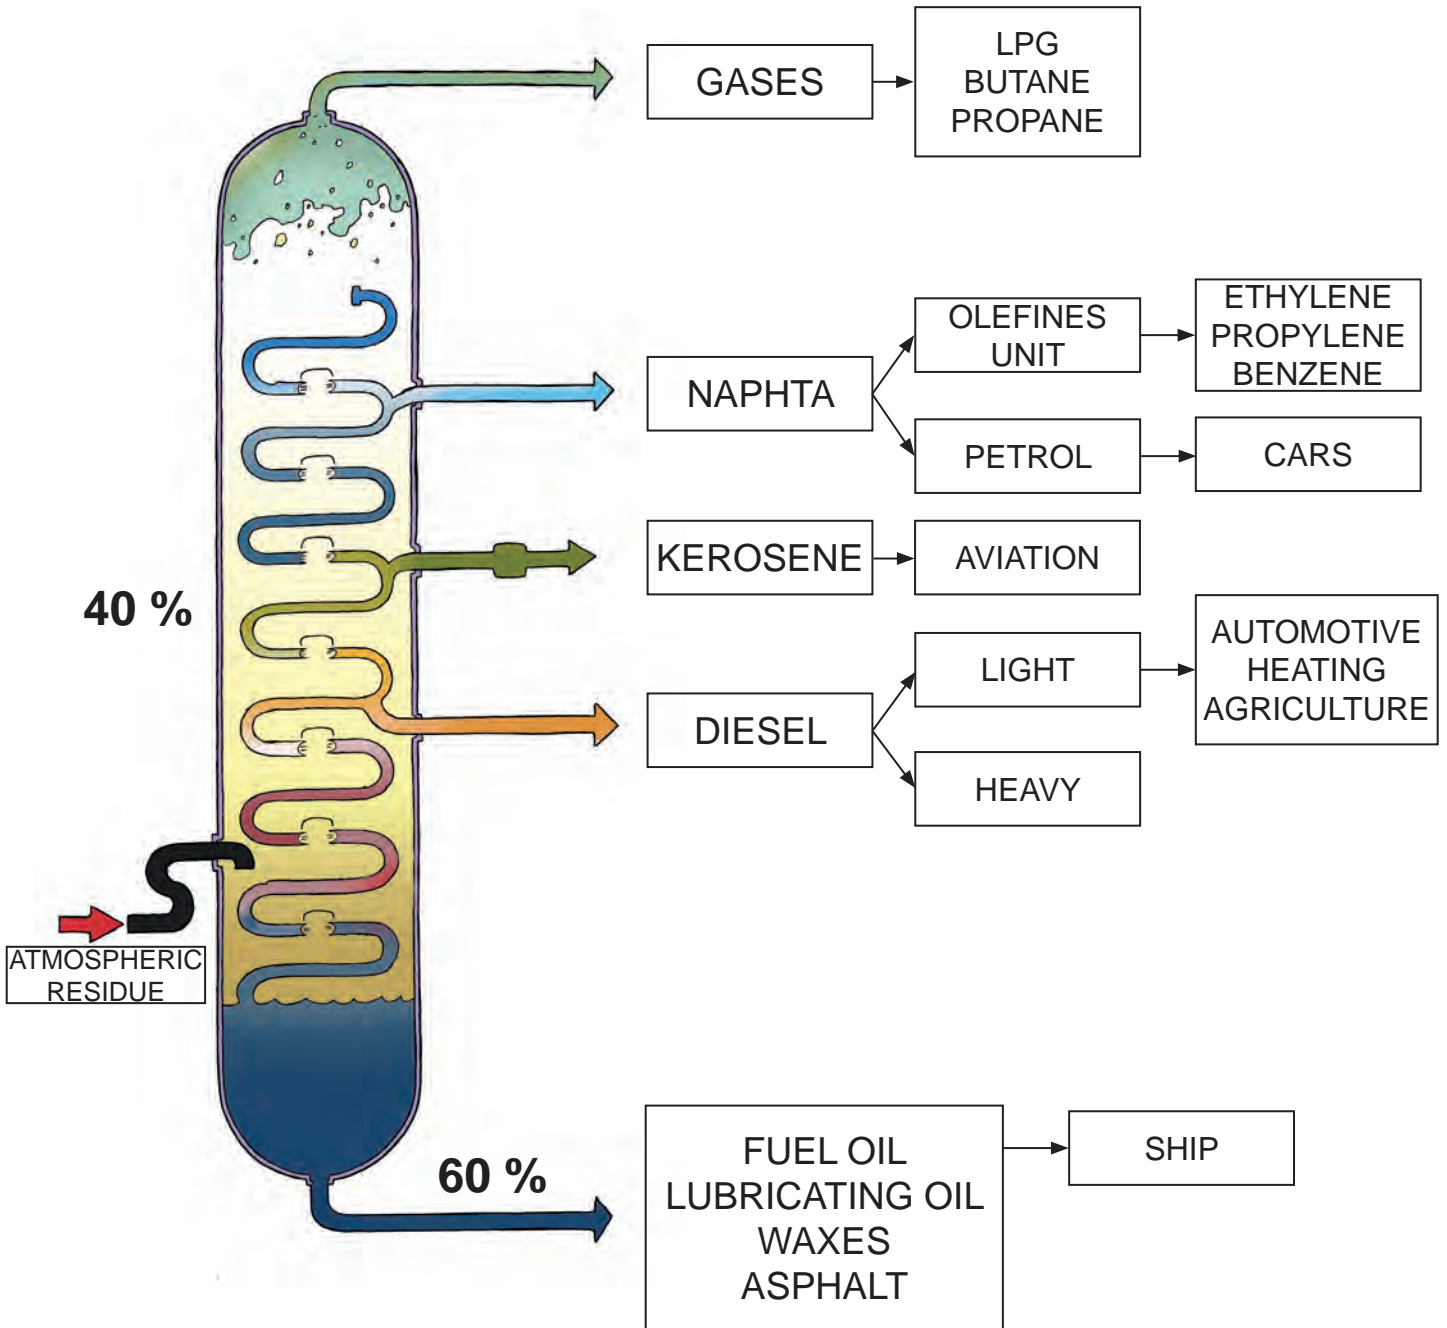 GASES
LPG
BUTANE
PROPANE
NAPHTA
OLEFINES
UNIT
ETHYLENE
PROPYLENE
BENZENE
PETROL
CARS
KEROSENE
AVIATION
40 %
DIESEL
LIGHT
AUTOMOTIVE
HEATING
AGRICULTURE
HEAVY
ATMOSPHERIC
RESIDUE
60 %
FUEL OIL
LUBRICATING OIL
WAXES
ASPHALT
SHIP